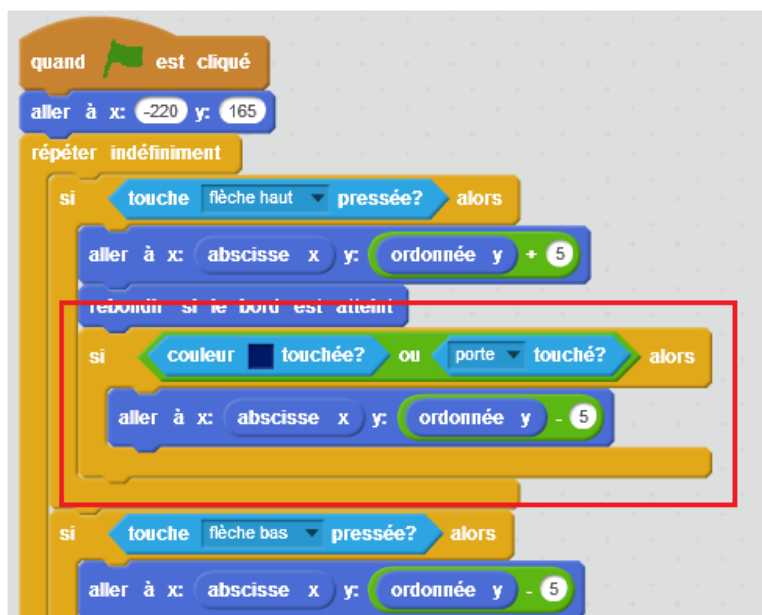 quand est cliqué
aller à x: -220 y: 165
répéter indéfiniment
si touche flèche haut pressée? alors
aller à x: abscisse x y: ordonnée y + 5
rebondir si le bord est atteint
si couleur touchée? ou porte touché? alors
aller à x: abscisse x y: ordonnée y - 5
si touche flèche bas pressée? alors
aller à x: abscisse x y: ordonnée y - 5